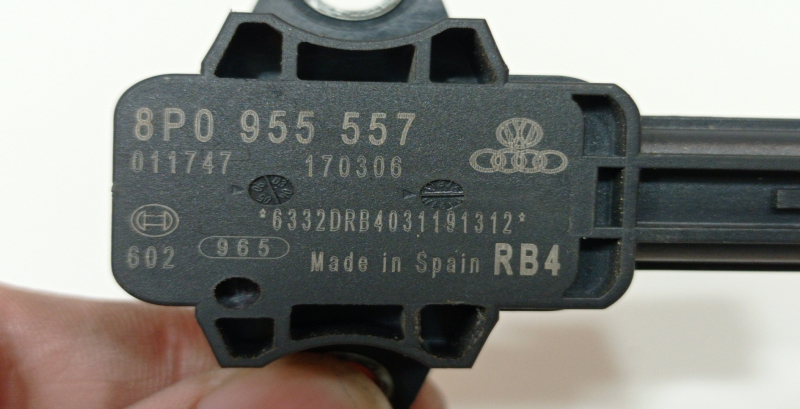 8P0 955 557
011747 170306
*6332DRB4031191312*
602 965 Made in Spain RB4